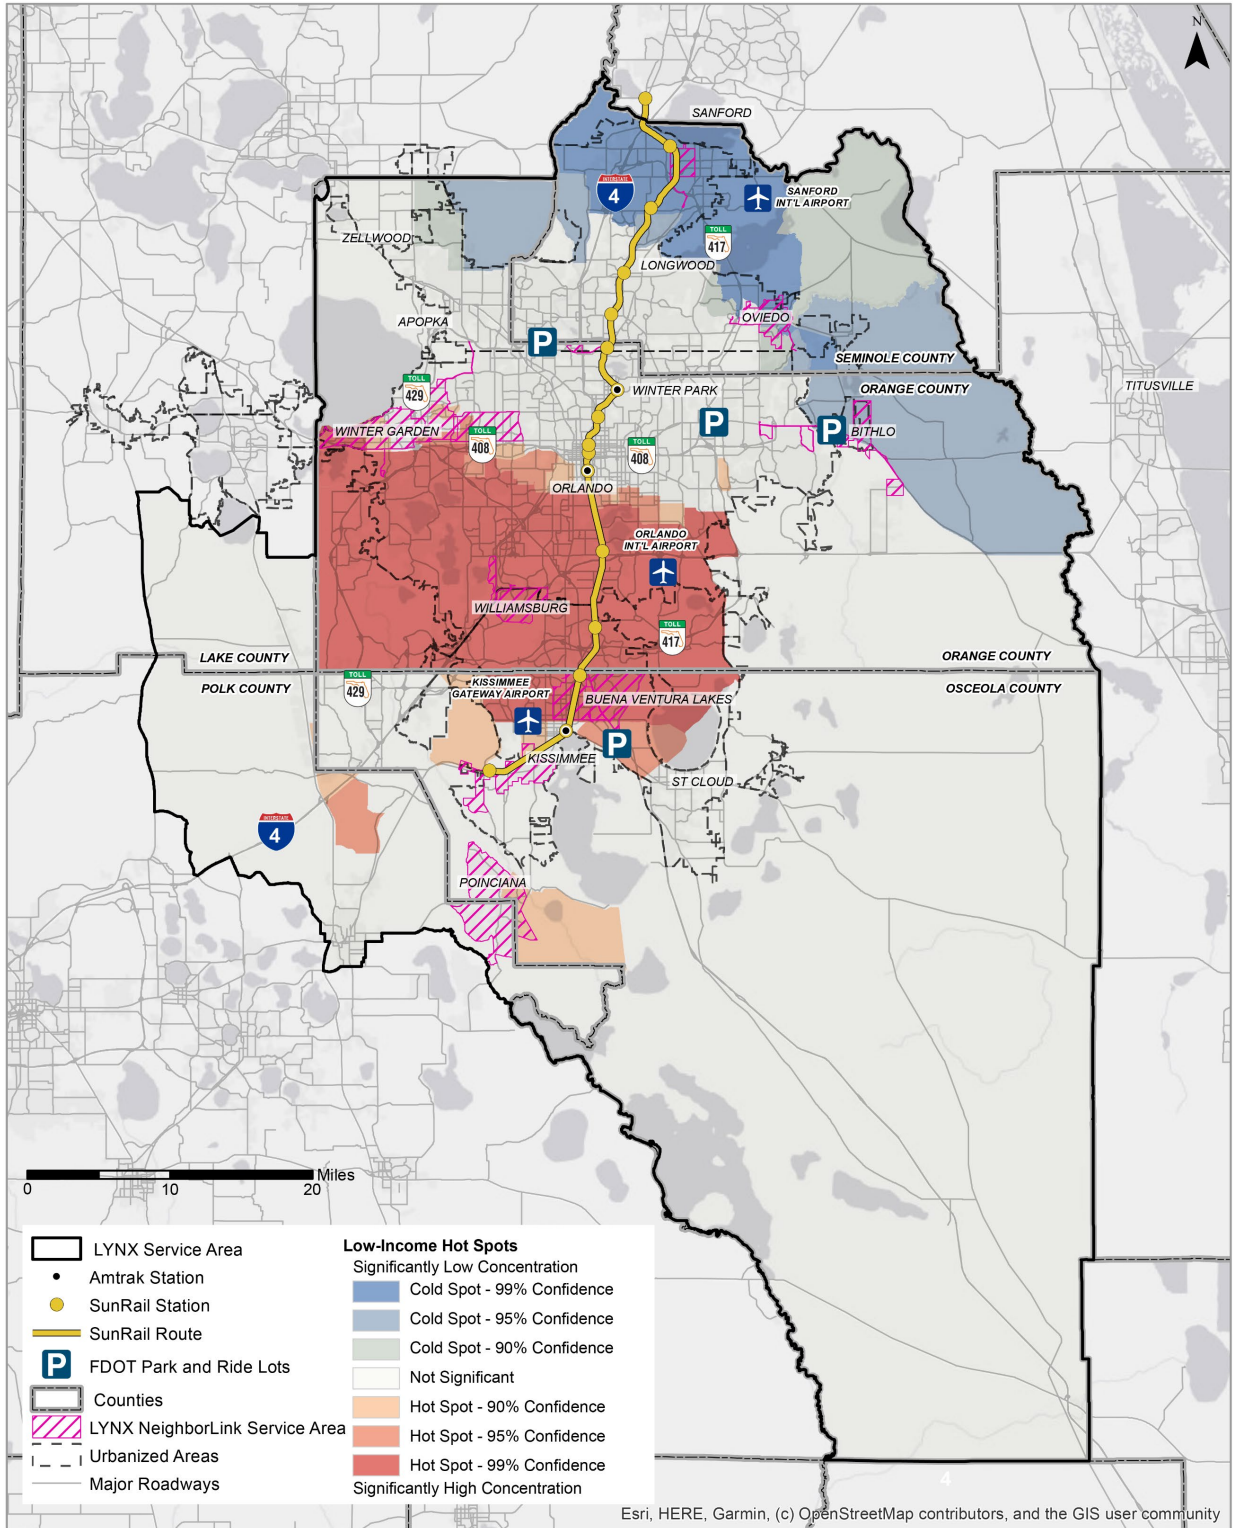 N
SANFORD
INTERSTATE
4
SANFORD
INT'L AIRPORT
ZELLWOOD
TOLL
417
LONGWOOD
APOPKA
OVIEDO
P
SEMINOLE COUNTY
TOLL
429
WINTER PARK
ORANGE COUNTY
TITUSVILLE
P
P
WINTER GARDEN
BITHLO
TOLL
408
TOLL
408
ORLANDO
ORLANDO
INT'L AIRPORT
WILLIAMSBURG
TOLL
417
LAKE COUNTY
ORANGE COUNTY
POLK COUNTY
TOLL
429
KISSIMMEE
GATEWAY AIRPORT
OSCEOLA COUNTY
BUENA VENTURA LAKES
P
KISSIMMEE
ST CLOUD
INTERSTATE
4
POINCIANA
Miles
0 10 20
LYNX Service Area
Amtrak Station
SunRail Station
SunRail Route
P FDOT Park and Ride Lots
Counties
LYNX NeighborLink Service Area
Urbanized Areas
Major Roadways
Low-Income Hot Spots
Significantly Low Concentration
Cold Spot - 99% Confidence
Cold Spot - 95% Confidence
Cold Spot - 90% Confidence
Not Significant
Hot Spot - 90% Confidence
Hot Spot - 95% Confidence
Hot Spot - 99% Confidence
Significantly High Concentration
4
Esri, HERE, Garmin, (c) OpenStreetMap contributors, and the GIS user community